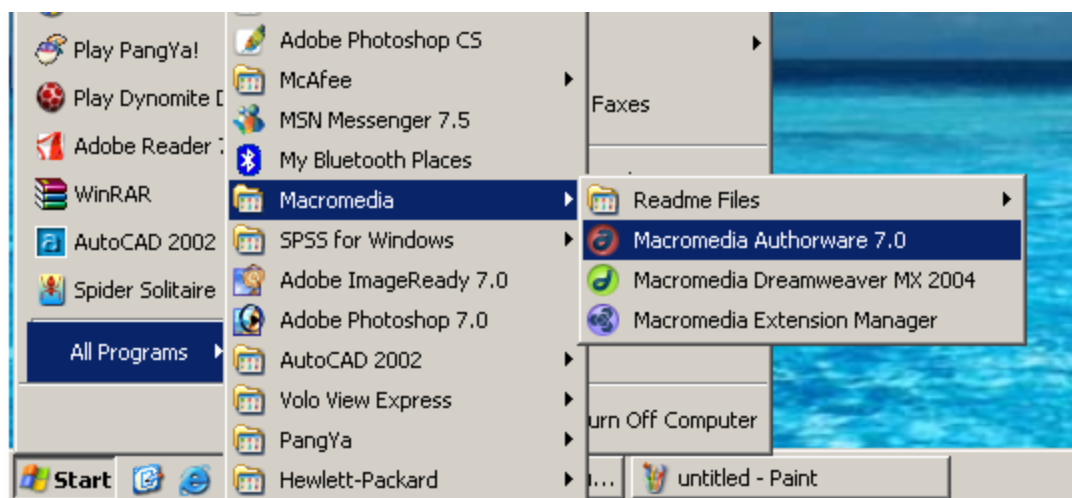 Play PangYa!
Play Dynomite
Adobe Reader
WinRAR
AutoCAD 2002
Spider Solitaire
All Programs
Adobe Photoshop CS
McAfee
MSN Messenger 7.5
My Bluetooth Places
Macromedia
SPSS for Windows
Adobe ImageReady 7.0
Adobe Photoshop 7.0
AutoCAD 2002
Volo View Express
PangYa
Hewlett-Packard
Faxes
Readme Files
Macromedia Authorware 7.0
Macromedia Dreamweaver MX 2004
Macromedia Extension Manager
urn Off Computer
Start
untitled - Paint